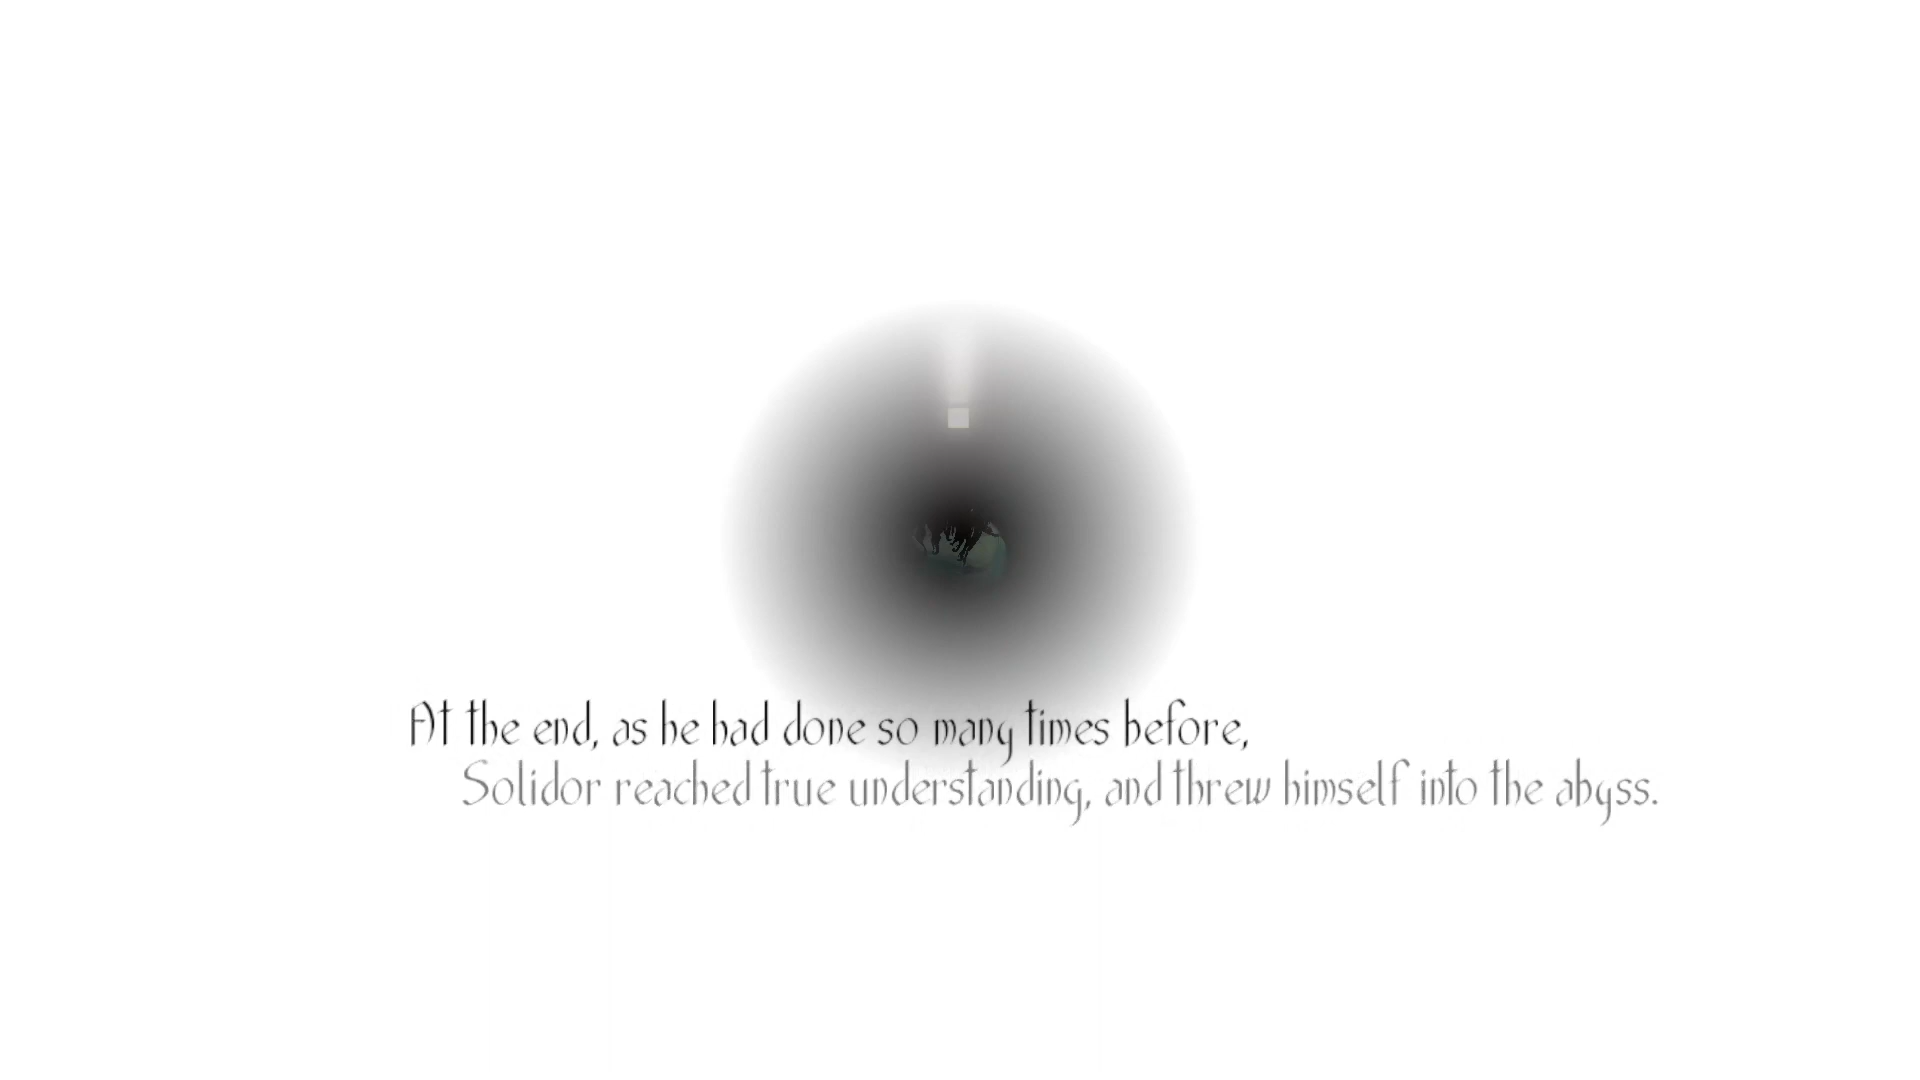 At the end, as he had done so many times before,
Solidor reached true understanding, and threw himself into the abyss.